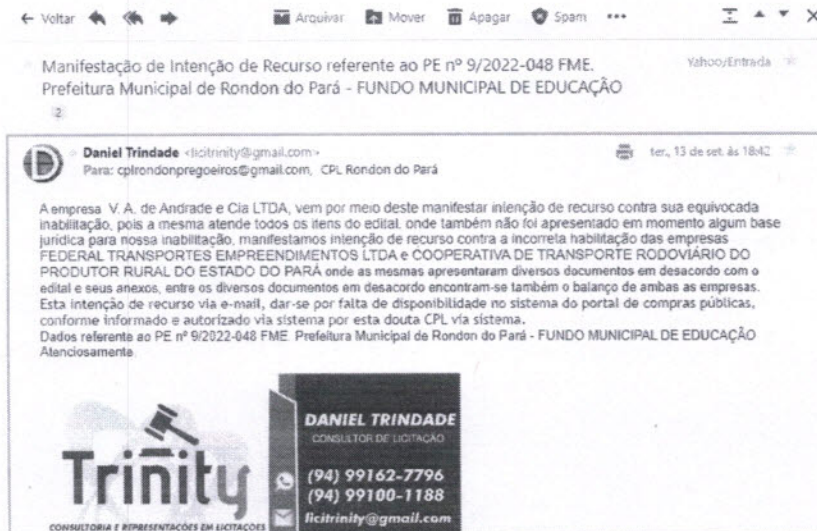 ← Voltar Arquivar Mover Apagar Spam •••
Manifestação de Intenção de Recurso referente ao PE nº 9/2022-048 FME.
Prefeitura Municipal de Rondon do Pará - FUNDO MUNICIPAL DE EDUCAÇÃO
Yahoo/Entrada
2
Daniel Trindade <licitrinity@gmail.com>
ter., 13 de set. às 18:42
Para: cplrondonpregoeiros@gmail.com, CPL Rondon do Pará
A empresa V. A. de Andrade e Cia LTDA, vem por meio deste manifestar intenção de recurso contra sua equivocada
inabilitação, pois a mesma atende todos os itens do edital, onde também não foi apresentado em momento algum base
jurídica para nossa inabilitação, manifestamos intenção de recurso contra a incorreta habilitação das empresas
FEDERAL TRANSPORTES EMPREENDIMENTOS LTDA e COOPERATIVA DE TRANSPORTE RODOVIÁRIO DO
PRODUTOR RURAL DO ESTADO DO PARÁ onde as mesmas apresentaram diversos documentos em desacordo com o
edital e seus anexos, entre os diversos documentos em desacordo encontram-se também o balanço de ambas as empresas.
Esta intenção de recurso via e-mail, dar-se por falta de disponibilidade no sistema do portal de compras públicas,
conforme informado e autorizado via sistema por esta douta CPL via sistema.
Dados referente ao PE nº 9/2022-048 FME. Prefeitura Municipal de Rondon do Pará - FUNDO MUNICIPAL DE EDUCAÇÃO
Atenciosamente.
Trinity
CONSULTORIA E REPRESENTAÇÕES EM LICITAÇÕES
DANIEL TRINDADE
CONSULTOR DE LICITAÇÃO
(94) 99162-7796
(94) 99100-1188
licitrinity@gmail.com